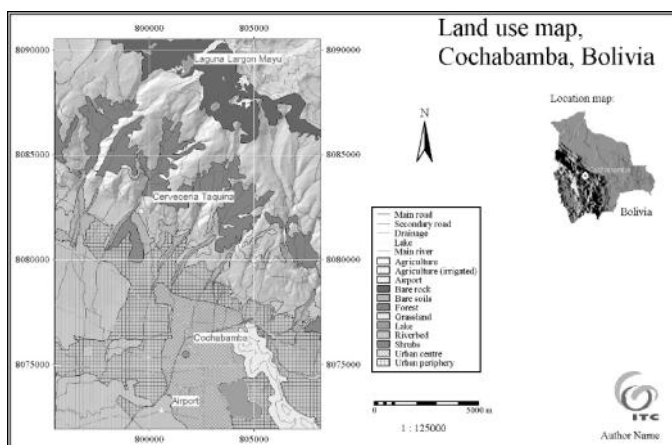 Land use map,
Cochabamba, Bolivia
800000 805000
8090000 8090000
Laguna Largon Mayu
N
Location map:
Cochabamba
Bolivia
8085000 8085000
Cervecena Taquina
8080000 8080000
Main road
Secondary road
Drainage
Lake
Main river
Agriculture
Agriculture (irrigated)
Airport
Bare rock
Bare soils
Forest
Grassland
Lake
Riverbed
Shrubs
Urban centre
Urban periphery
Cochabamba
8075000 8075000
Airport
800000 805000
0 5000 m
1 : 125000
ITC
Author Name